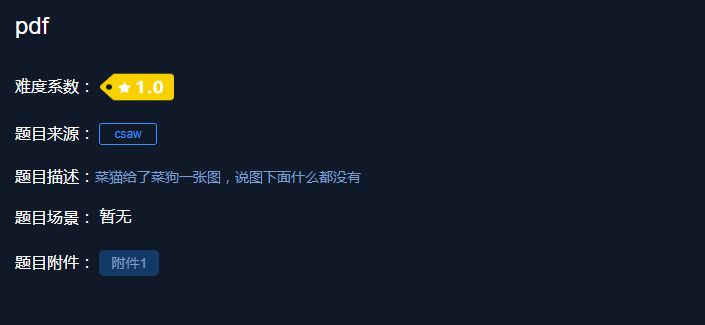 pdf
难度系数： 1.0
题目来源： csaw
题目描述：菜猫给了菜狗一张图，说图下面什么都没有
题目场景： 暂无
题目附件： 附件1